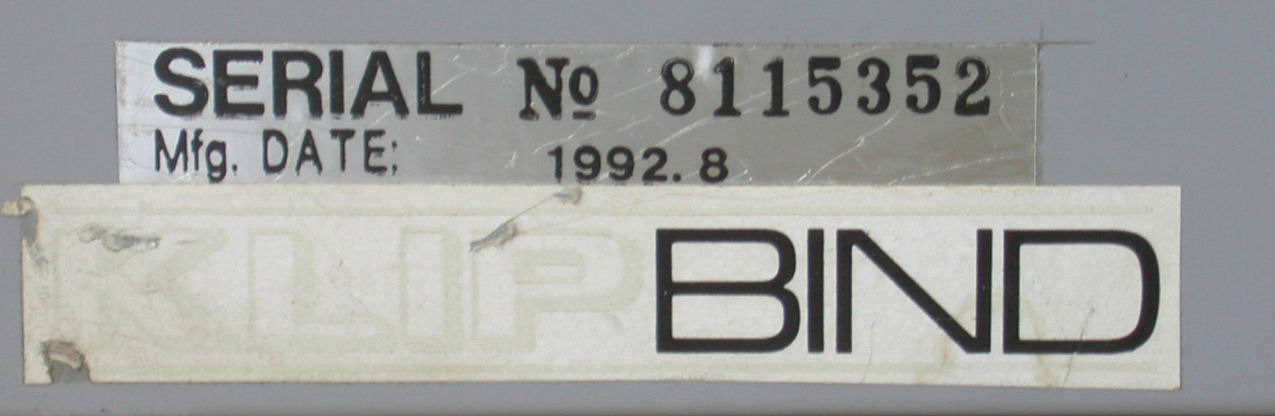 SERIAL No 8115352
Mfg. DATE: 1992.8
KLIPBIND